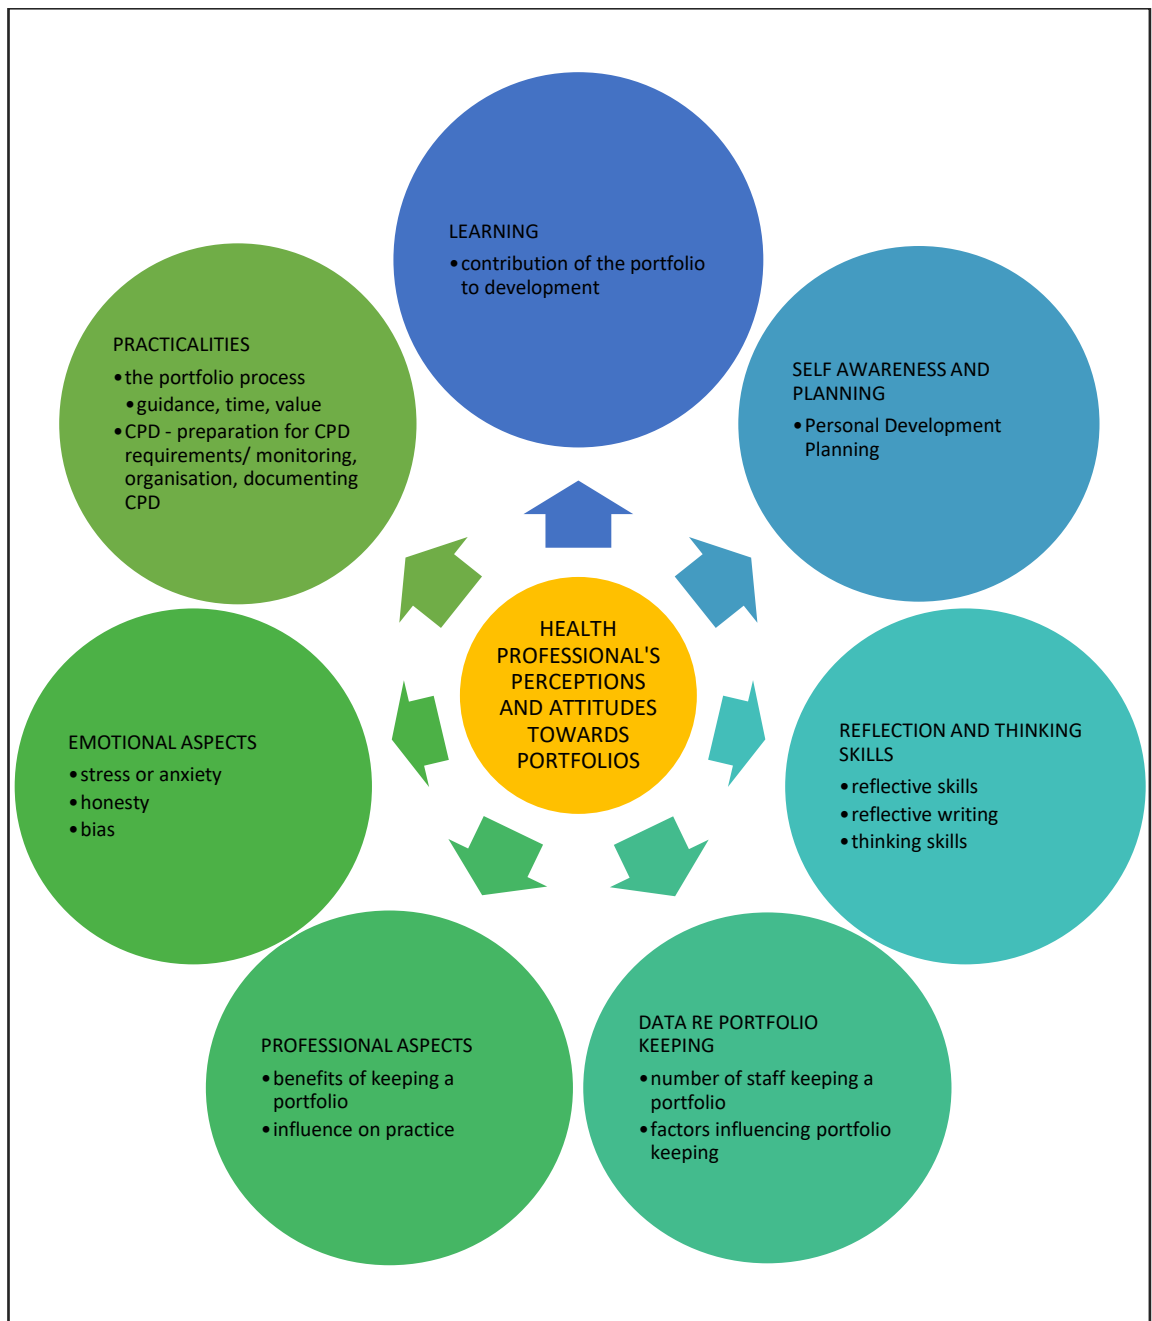 LEARNING
•contribution of the portfolio
to development
SELF AWARENESS AND
PLANNING
•Personal Development
Planning
REFLECTION AND THINKING
SKILLS
•reflective skills
•reflective writing
•thinking skills
DATA RE PORTFOLIO
KEEPING
•number of staff keeping a
portfolio
•factors influencing portfolio
keeping
PROFESSIONAL ASPECTS
•benefits of keeping a
portfolio
•influence on practice
EMOTIONAL ASPECTS
•stress or anxiety
•honesty
•bias
PRACTICALITIES
•the portfolio process
•guidance, time, value
•CPD - preparation for CPD
requirements/ monitoring,
organisation, documenting
CPD
HEALTH
PROFESSIONAL'S
PERCEPTIONS
AND ATTITUDES
TOWARDS
PORTFOLIOS